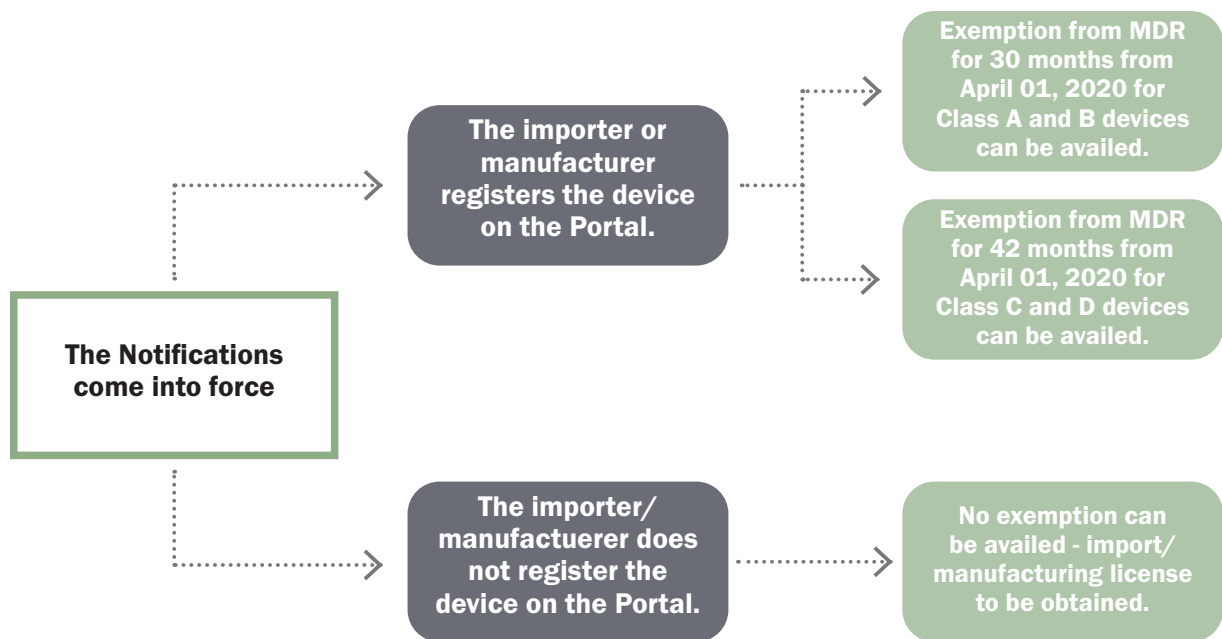 The Notifications
come into force
The importer or
manufacturer
registers the device
on the Portal.
Exemption from MDR
for 30 months from
April 01, 2020 for
Class A and B devices
can be availed.
Exemption from MDR
for 42 months from
April 01, 2020 for
Class C and D devices
can be availed.
The importer/
manufactuerer does
not register the
device on the Portal.
No exemption can
be availed - import/
manufacturing license
to be obtained.